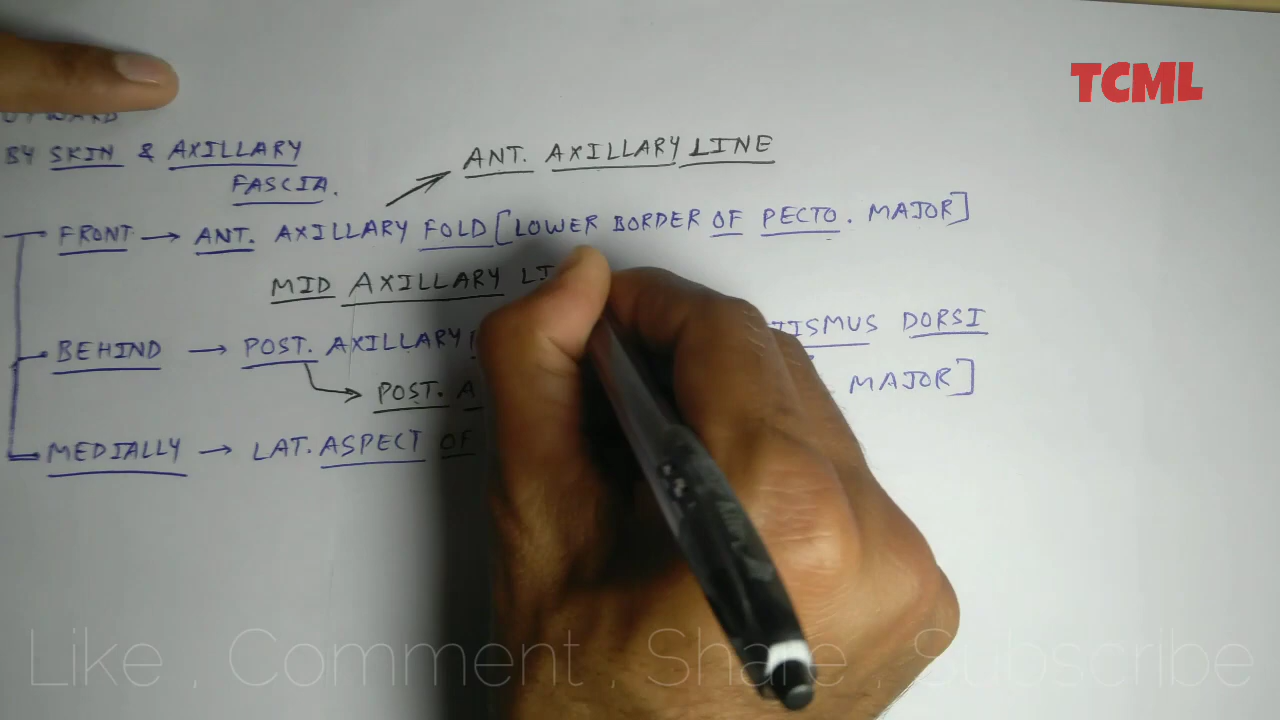 TCML
BY SKIN & AXILLARY
FASCIA.
ANT. AXILLARY LINE
FRONT → ANT. AXILLARY FOLD [LOWER BORDER OF PECTO. MAJOR]
MID AXILLARY
BEHIND → POST. AXILLARY DORSI
POST. MAJOR]
MEDIALLY → LAT. ASPECT OF
Like , Comment , Share , Subscribe